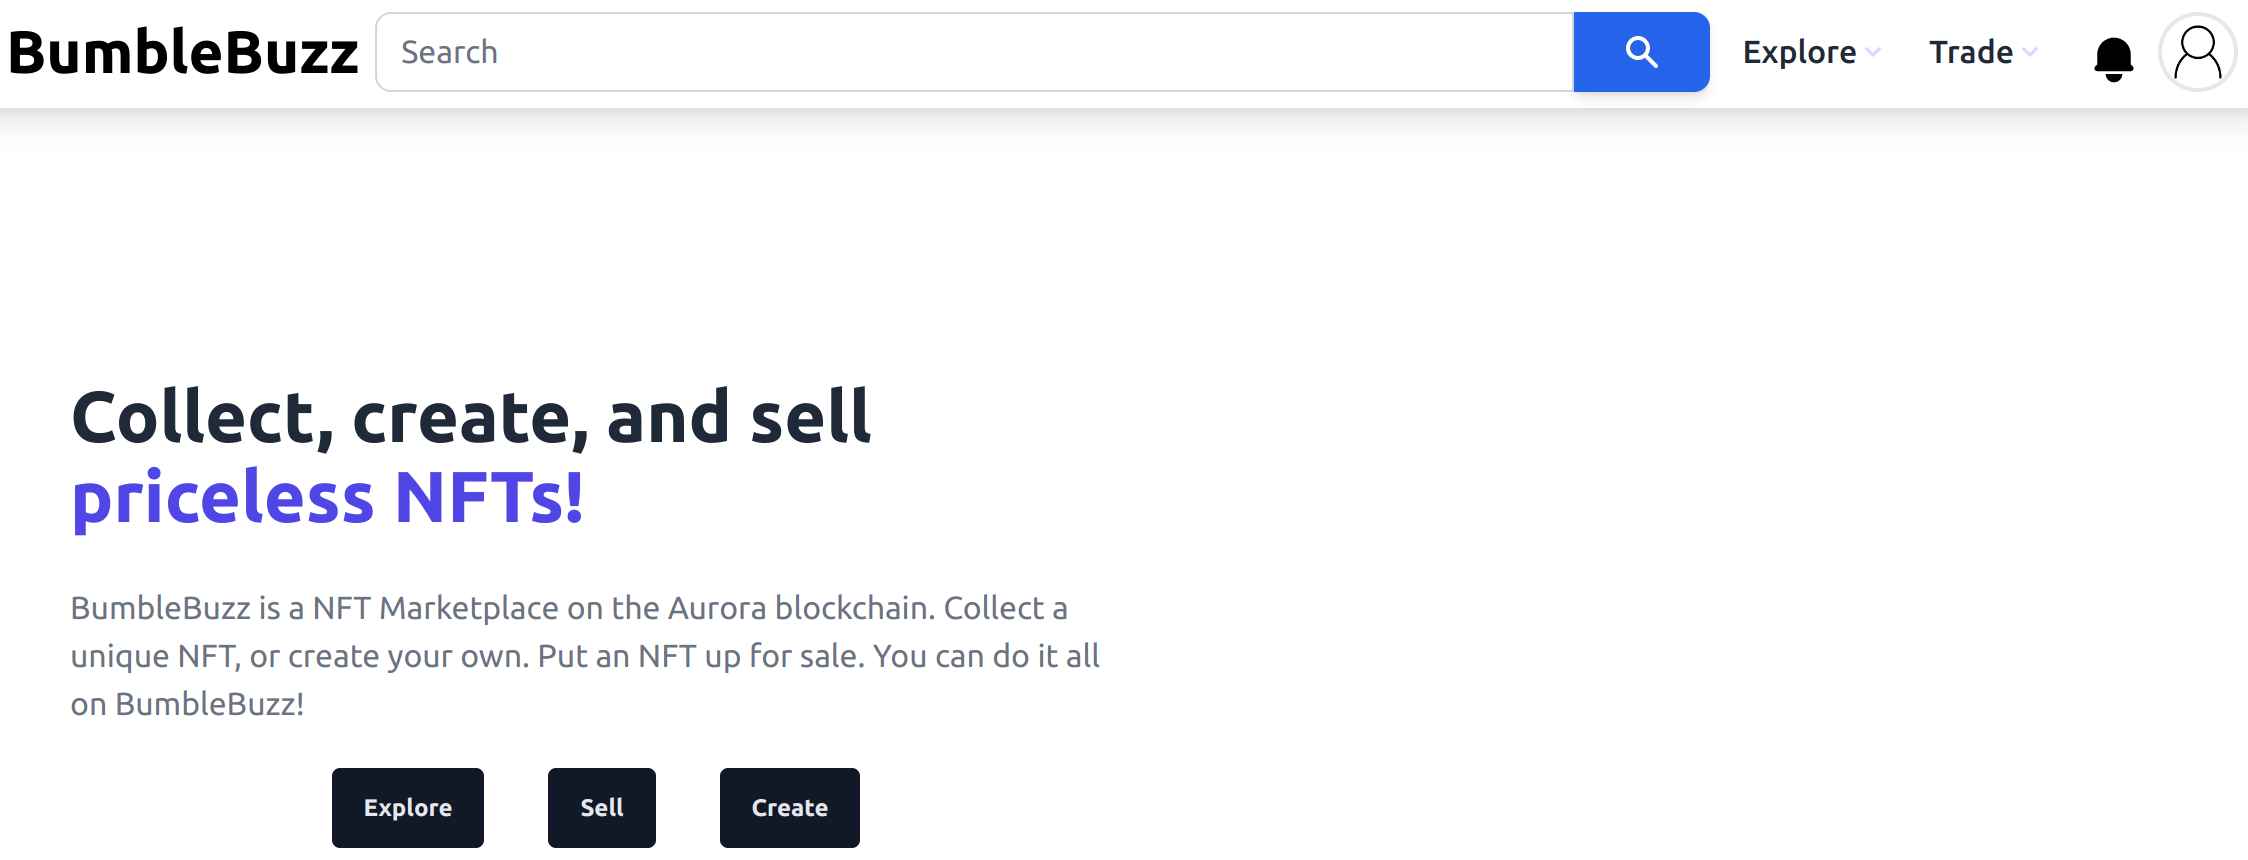 BumbleBuzz
Search
Explore
Trade
Collect, create, and sell
priceless NFTs!
BumbleBuzz is a NFT Marketplace on the Aurora blockchain. Collect a
unique NFT, or create your own. Put an NFT up for sale. You can do it all
on BumbleBuzz!
Explore
Sell
Create